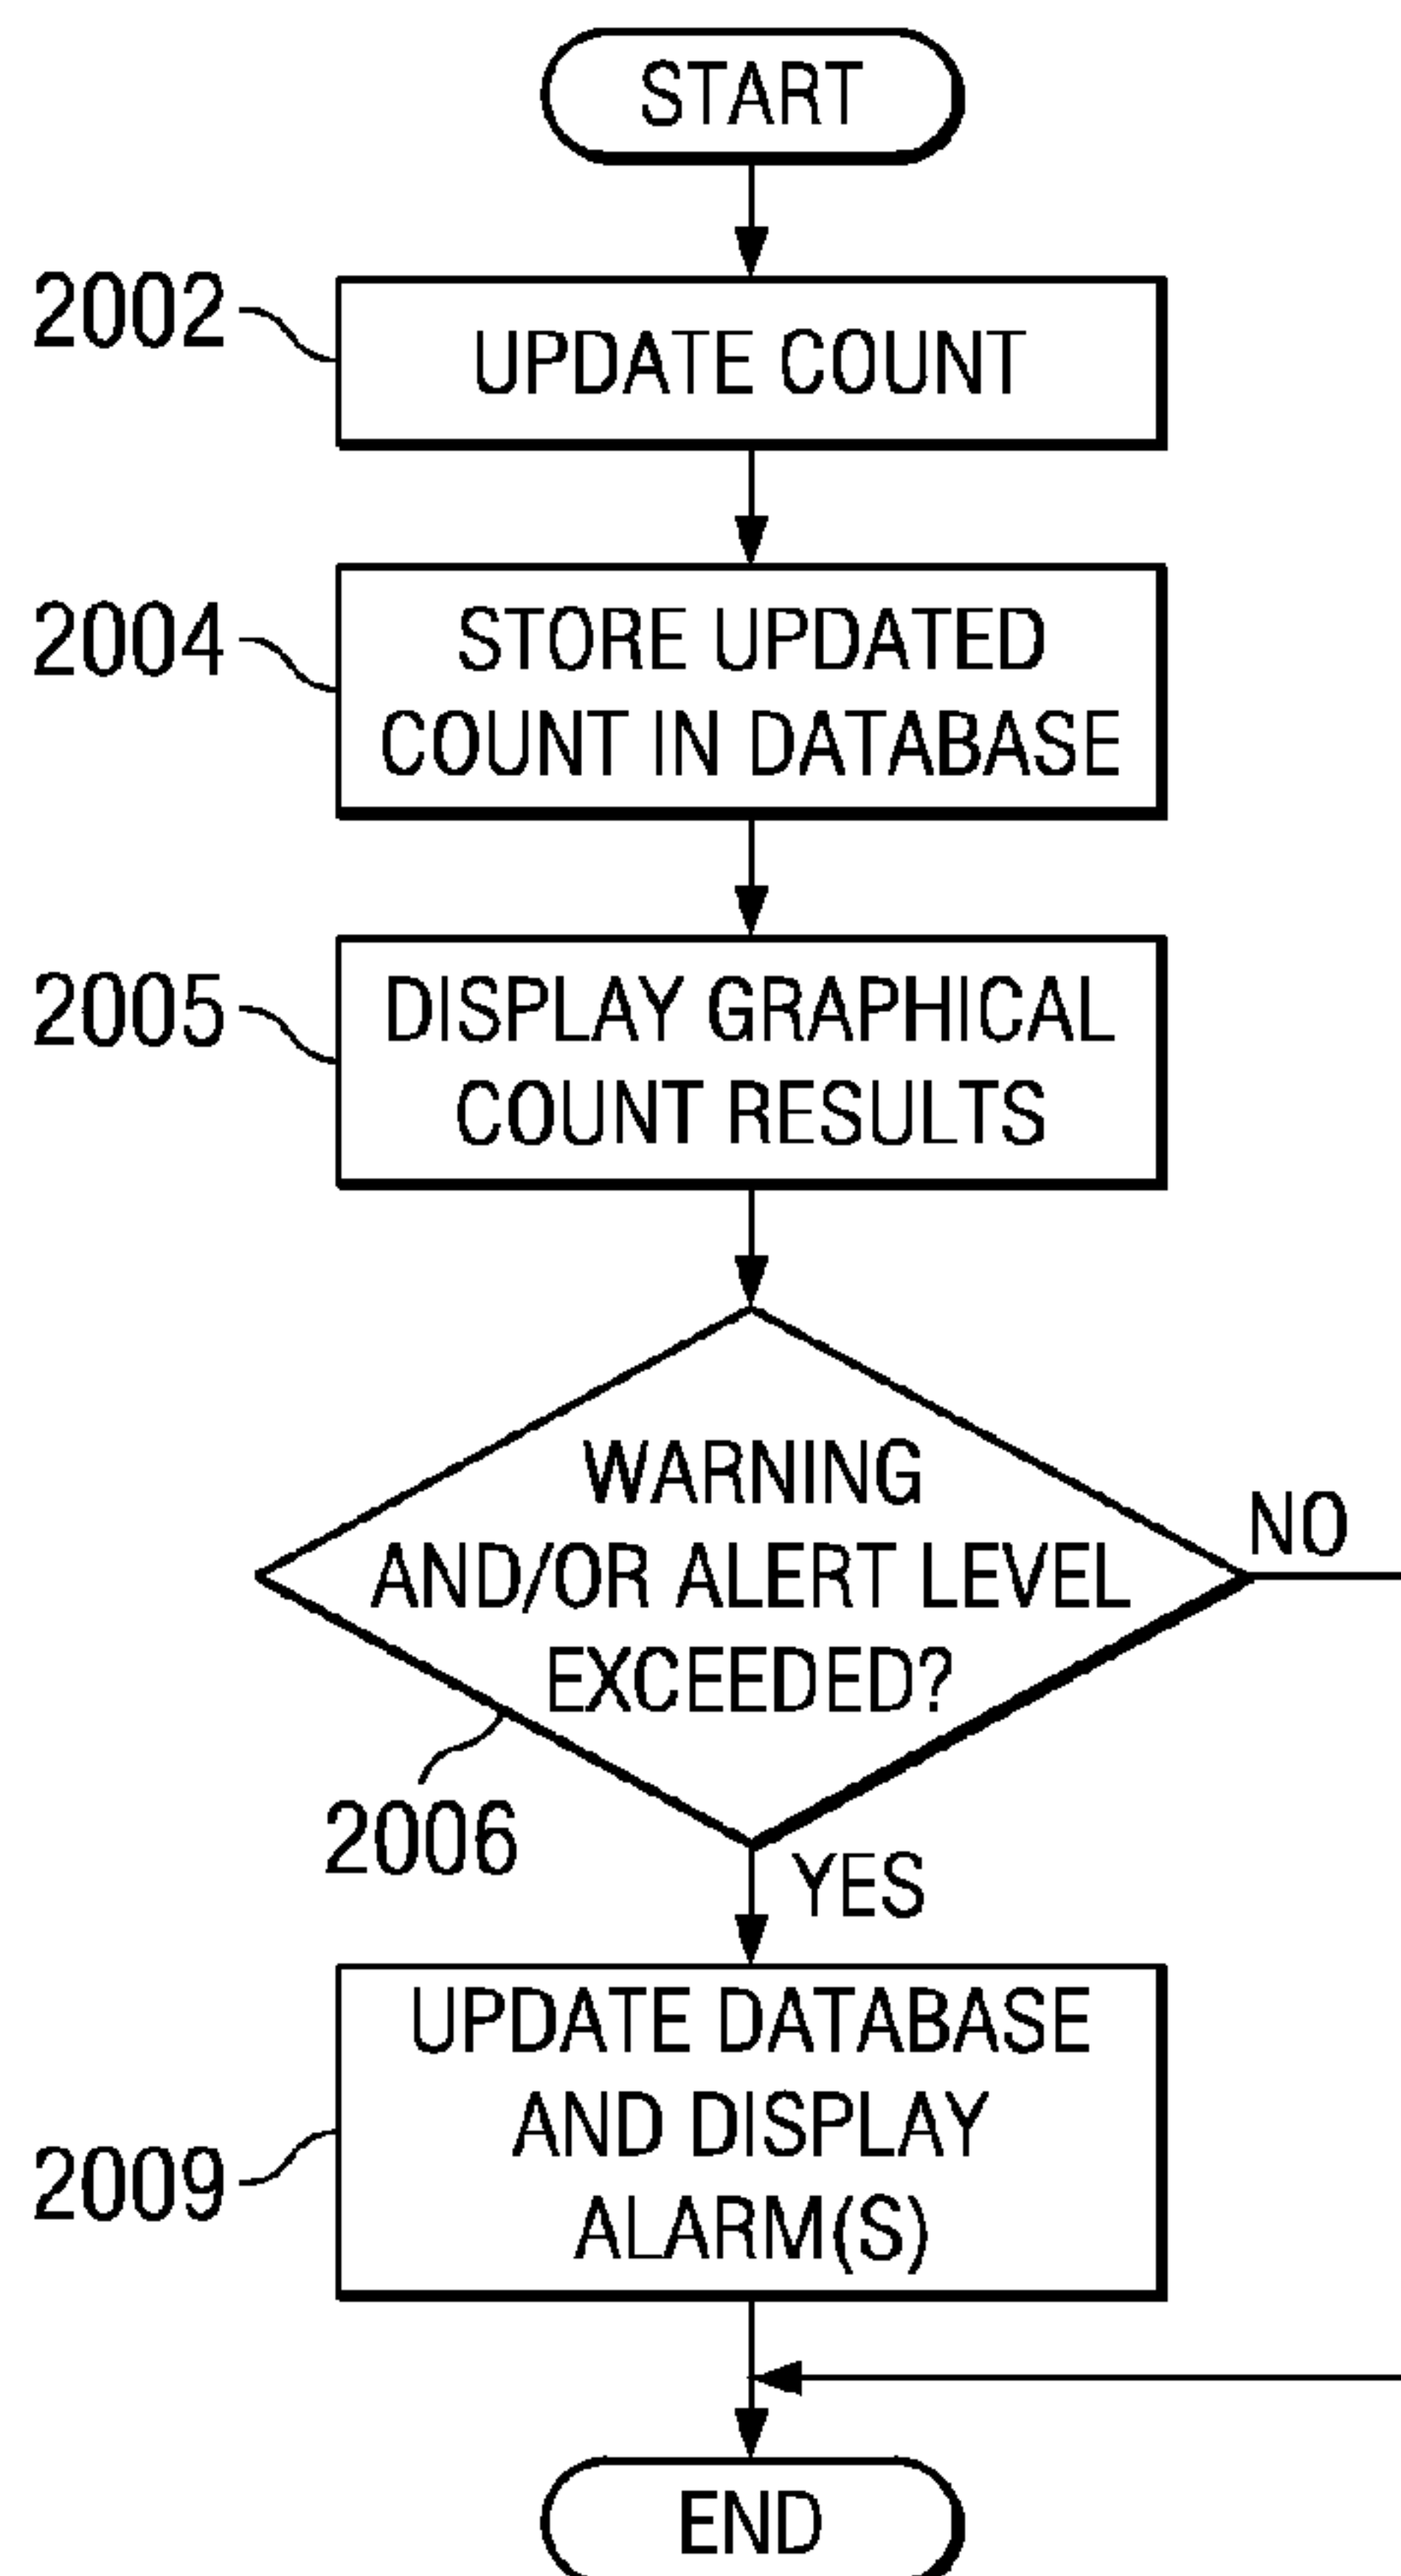 START
2002
UPDATE COUNT
2004
STORE UPDATED
COUNT IN DATABASE
2005
DISPLAY GRAPHICAL
COUNT RESULTS
WARNING
AND/OR ALERT LEVEL
EXCEEDED?
NO
2006
YES
UPDATE DATABASE
AND DISPLAY
ALARM(S)
2009
END